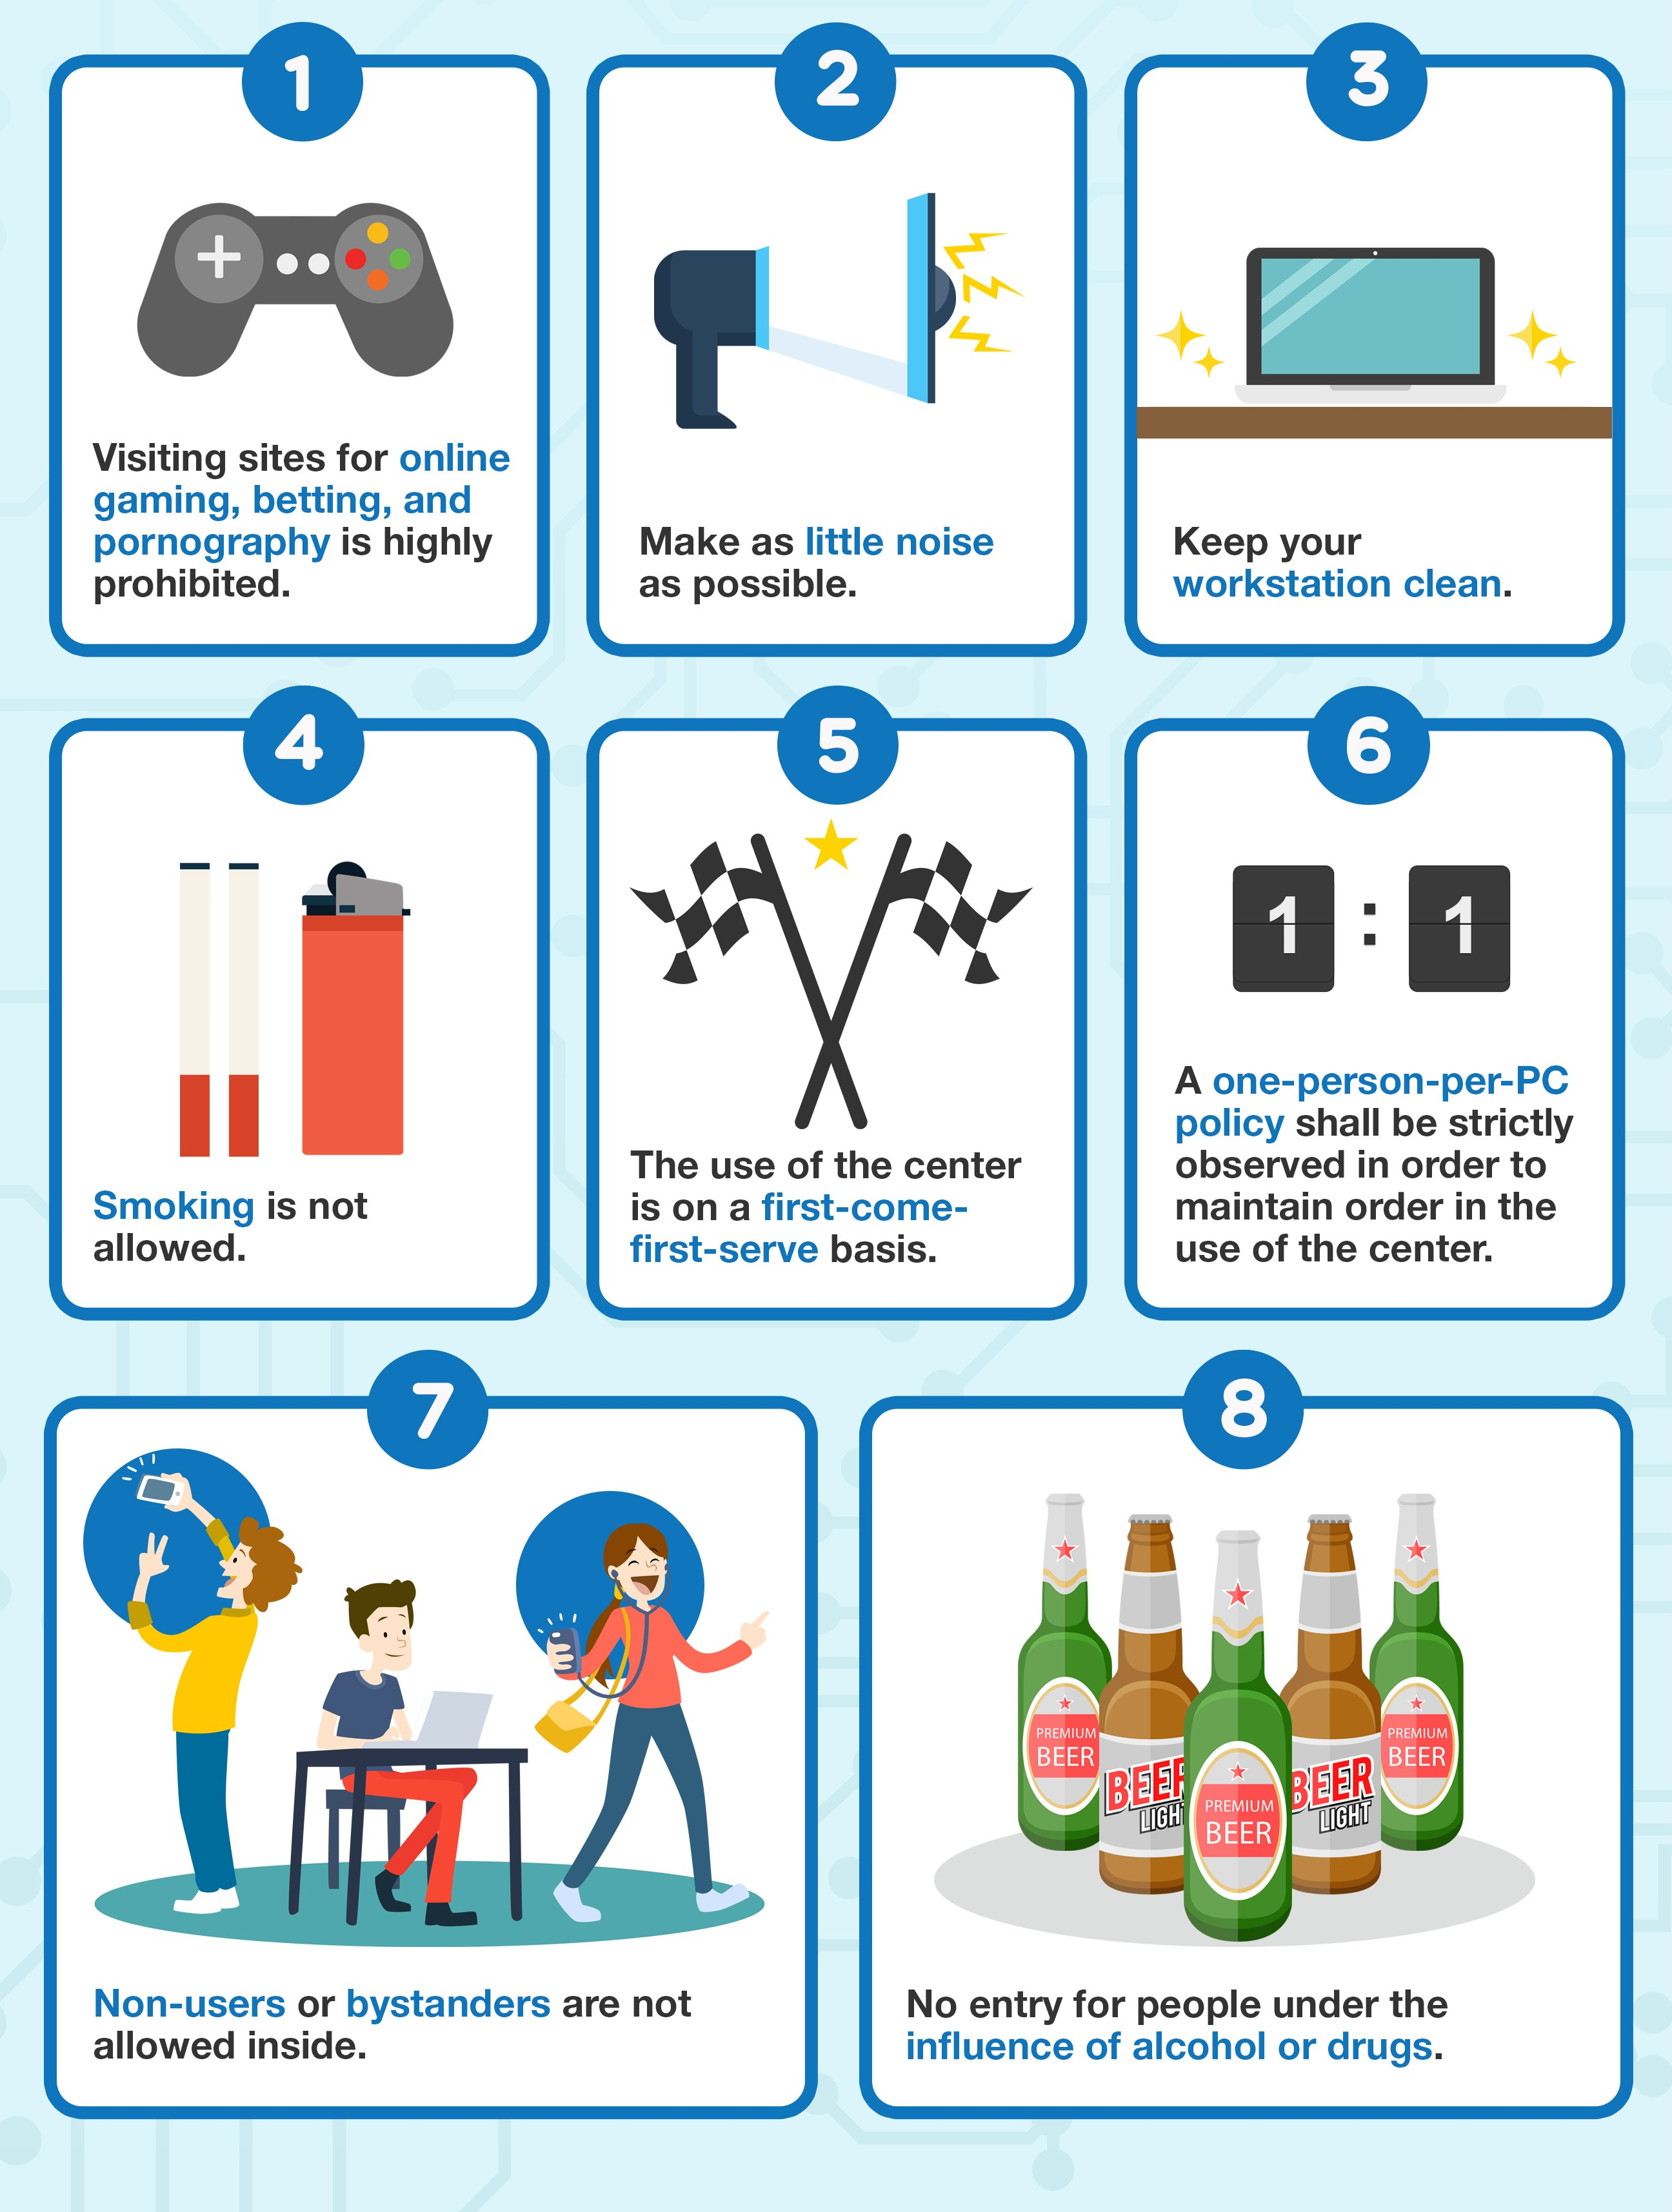 1
Visiting sites for online
gaming, betting, and
pornography is highly
prohibited.
2
Make as little noise
as possible.
3
Keep your
workstation clean.
4
Smoking is not
allowed.
5
The use of the center
is on a first-come-
first-serve basis.
6
1 : 1
A one-person-per-PC
policy shall be strictly
observed in order to
maintain order in the
use of the center.
7
Non-users or bystanders are not
allowed inside.
8
PREMIUM
BEER
BEER
LIGHT
PREMIUM
BEER
BEER
LIGHT
PREMIUM
BEER
No entry for people under the
influence of alcohol or drugs.